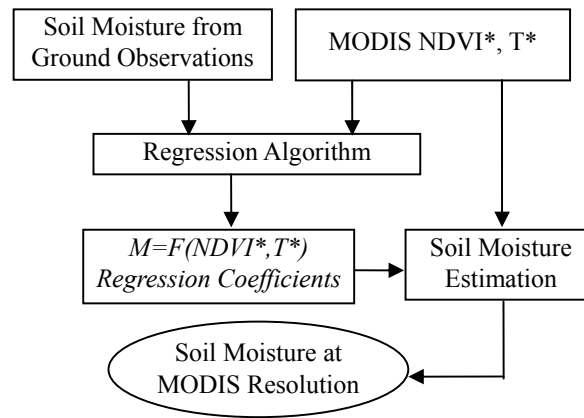 Soil Moisture from
Ground Observations
MODIS NDVI*, T*
Regression Algorithm
M=F(NDVI*,T*)
Regression Coefficients
Soil Moisture
Estimation
Soil Moisture at
MODIS Resolution